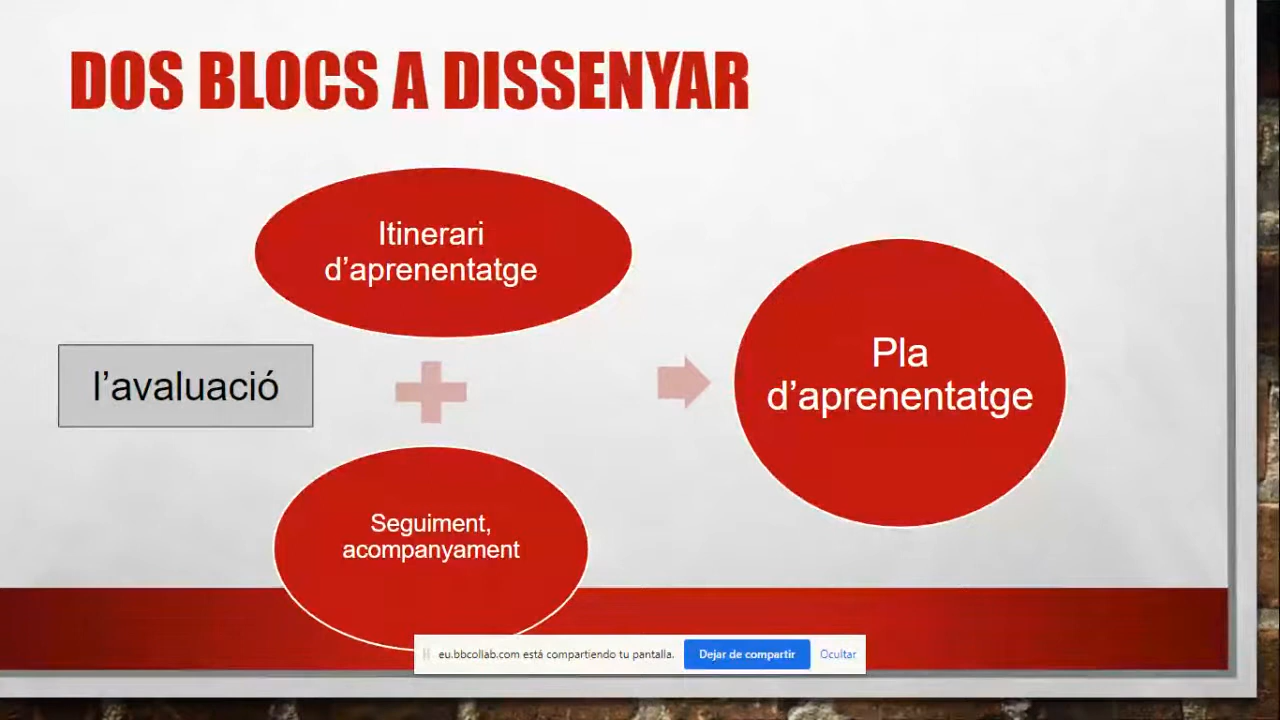 DOS BLOCS A DISSENYAR
Itinerari
d’aprenentatge
l’avaluació
Pla
d’aprenentatge
Seguiment,
acompanyament
eu.bbcollab.com está compartiendo tu pantalla. Dejar de compartir Ocultar